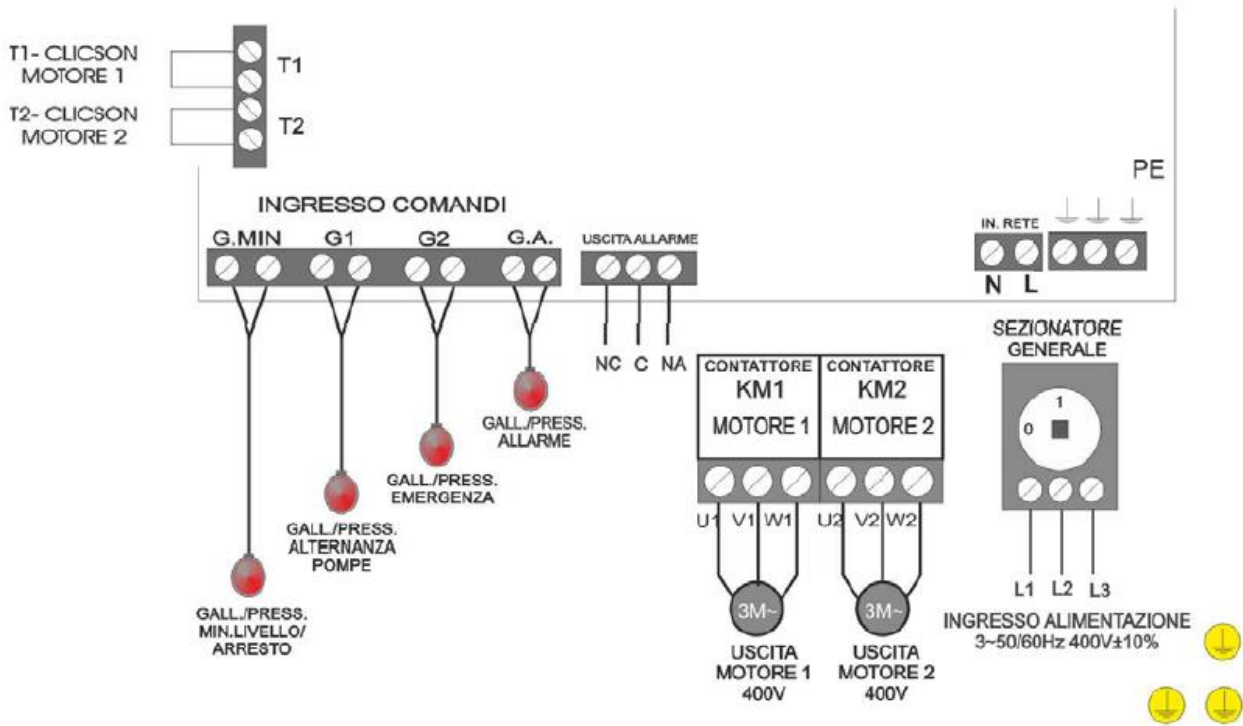 T1- CLICSON
MOTORE 1
T1
T2- CLICSON
MOTORE 2
T2
PE
INGRESSO COMANDI
G.MIN
G1
G2
G.A.
USCITA ALLARME
IN. RETE
N
L
NC
C
NA
GALL./PRESS.
ALLARME
GALL./PRESS.
EMERGENZA
GALL./PRESS.
ALTERNANZA
POMPE
GALL./PRESS.
MIN.LIVELLO/
ARRESTO
CONTATTORE
KM1
MOTORE 1
CONTATTORE
KM2
MOTORE 2
U1
V1
W1
U2
V2
W2
3M~
3M~
USCITA
MOTORE 1
400V
USCITA
MOTORE 2
400V
SEZIONATORE
GENERALE
1
0
L1
L2
L3
INGRESSO ALIMENTAZIONE
3~50/60Hz 400V±10%